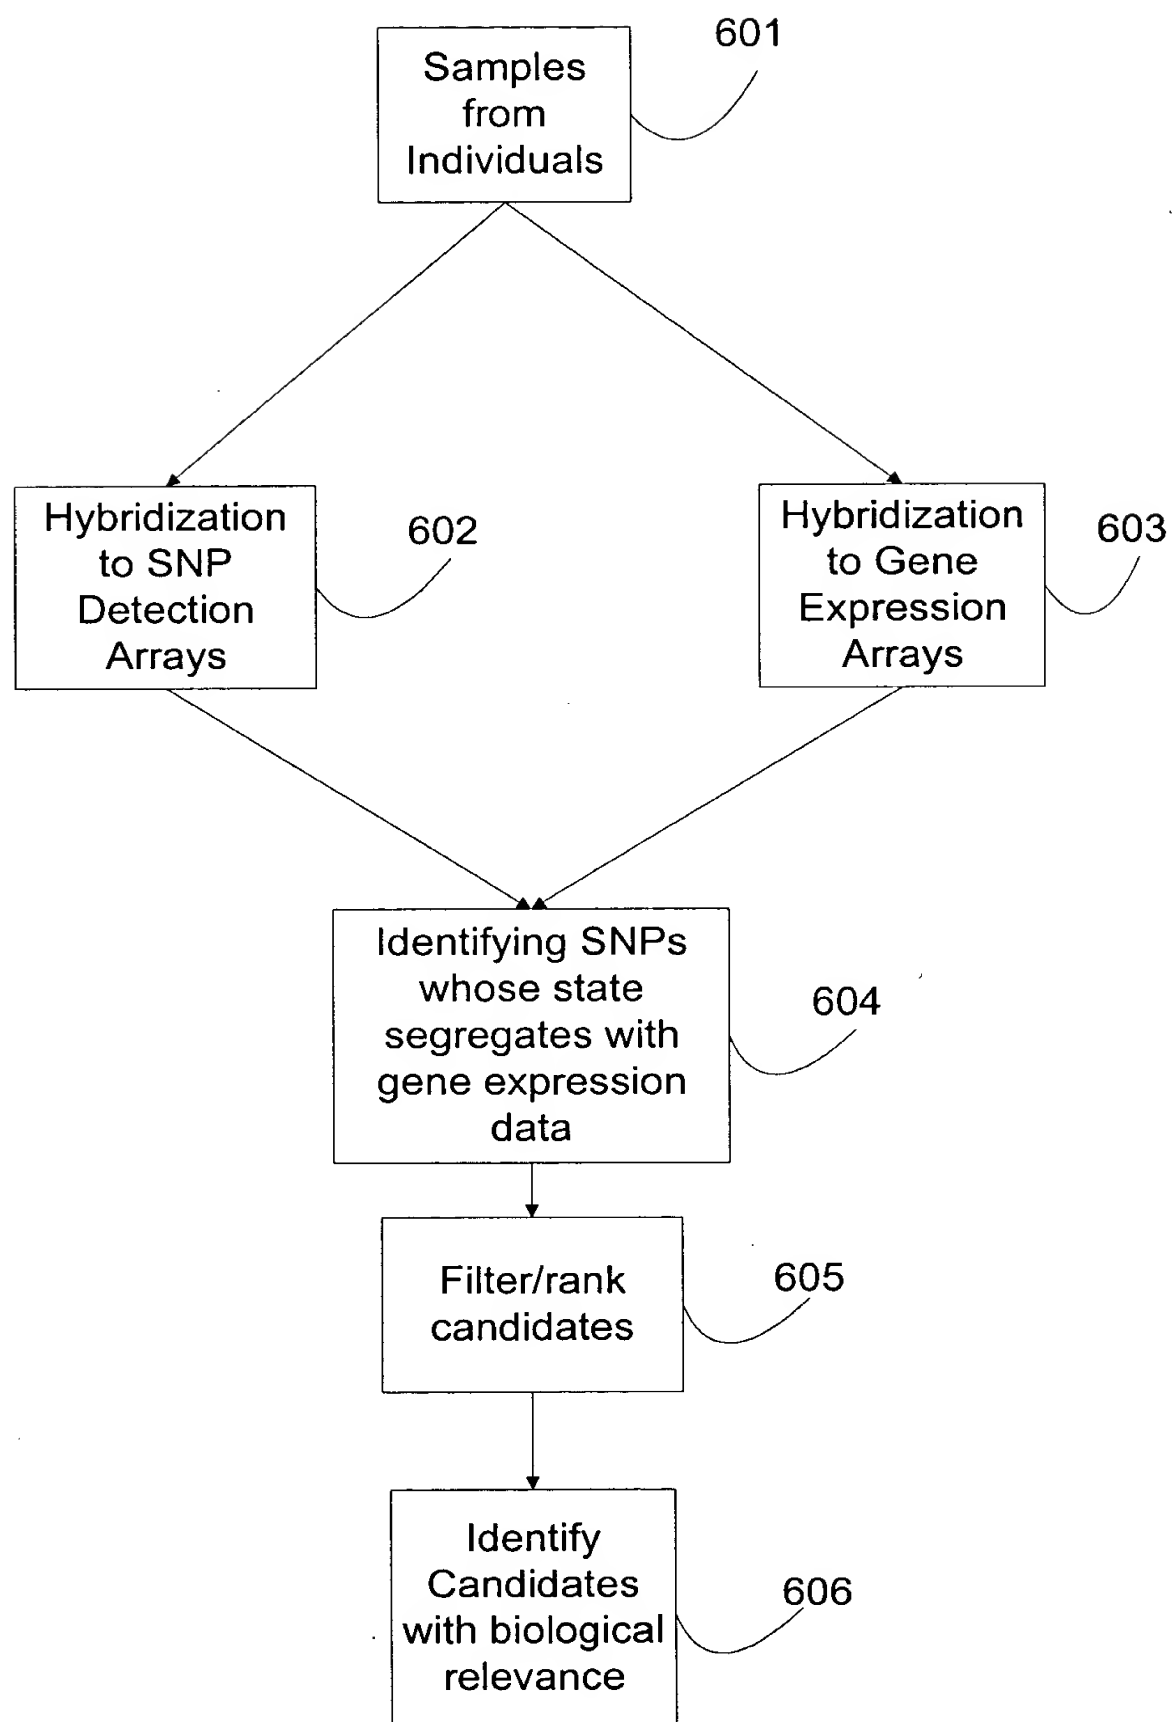 601
Samples
from
Individuals
Hybridization
to SNP
Detection
Arrays
602
Hybridization
to Gene
Expression
Arrays
603
Identifying SNPs
whose state
segregates with
gene expression
data
604
Filter/rank
candidates
605
Identify
Candidates
with biological
relevance
606